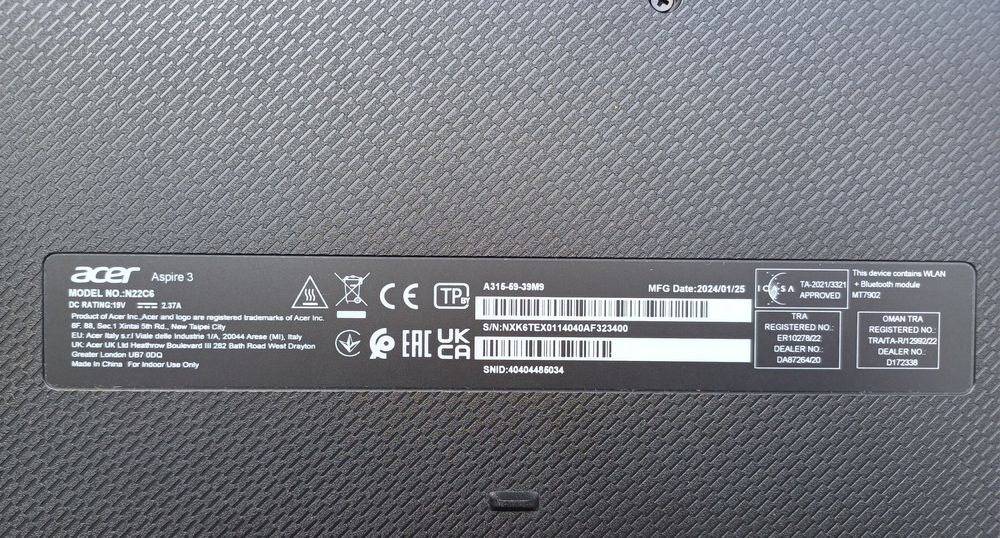 acer Aspire 3
MODEL NO.:N22C6
DC RATING:19V 2.37A
Product of Acer Inc.,Acer and logo are registered trademarks of Acer Inc.
8F. 88, Sec.1 Xintai 5th Rd., New Taipei City
EU: Acer Italy s.r.l Viale delle Industrie 1/A, 20044 Arese (MI), Italy
UK: Acer UK Ltd Heathrow Boulevard III 282 Bath Road West Drayton
Greater London UB7 0DQ
Made in China For Indoor Use Only
CE
TP BY
EAC
UK
CA
A315-59-39M9
MFG Date:2024/01/25
S/N:NXK6TEX0114040AF323400
SNID:40404485034
ICASA
TA-2021/3321
APPROVED
This device contains WLAN
+ Bluetooth module
MT7902
TRA
REGISTERED NO.:
ER10278/22
DEALER NO.:
DA87264/20
OMAN TRA
REGISTERED NO.:
TRA/TA-R/12992/22
DEALER NO.:
D172338